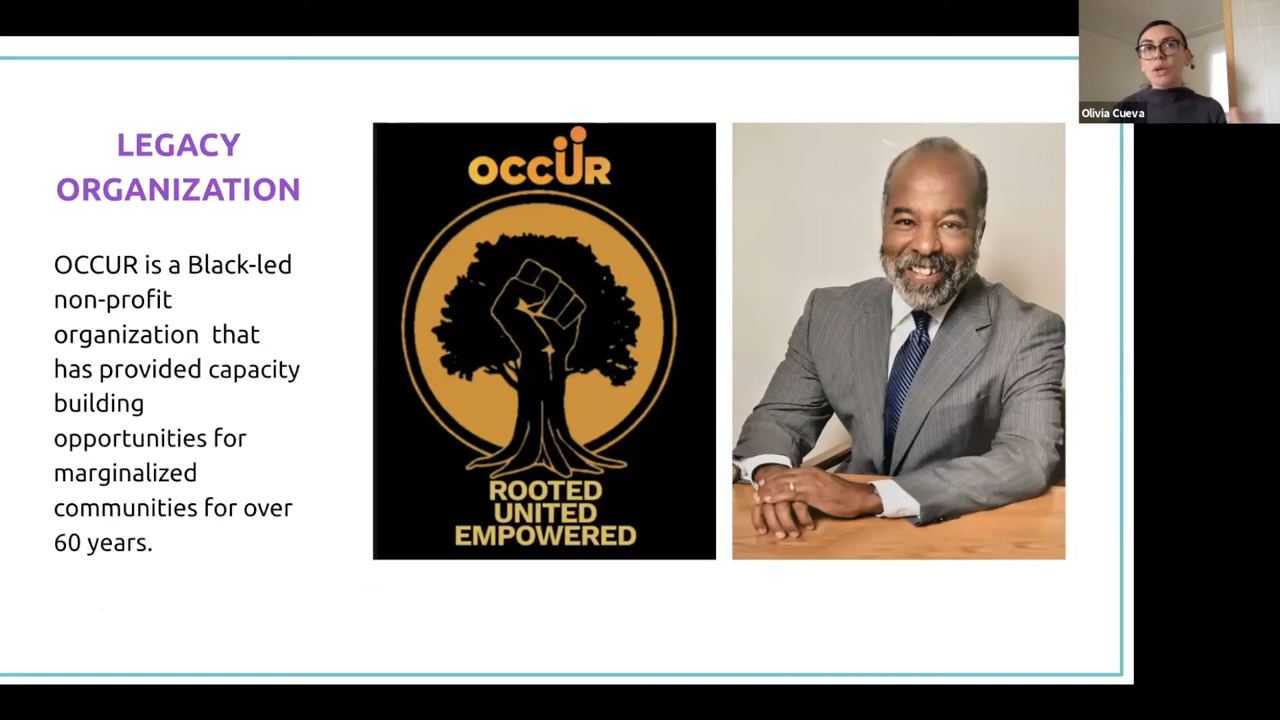 LEGACY
ORGANIZATION
OCCUR is a Black-led
non-profit
organization that
has provided capacity
building
opportunities for
marginalized
communities for over
60 years.
OCCUR
ROOTED
UNITED
EMPOWERED
Olivia Cueva